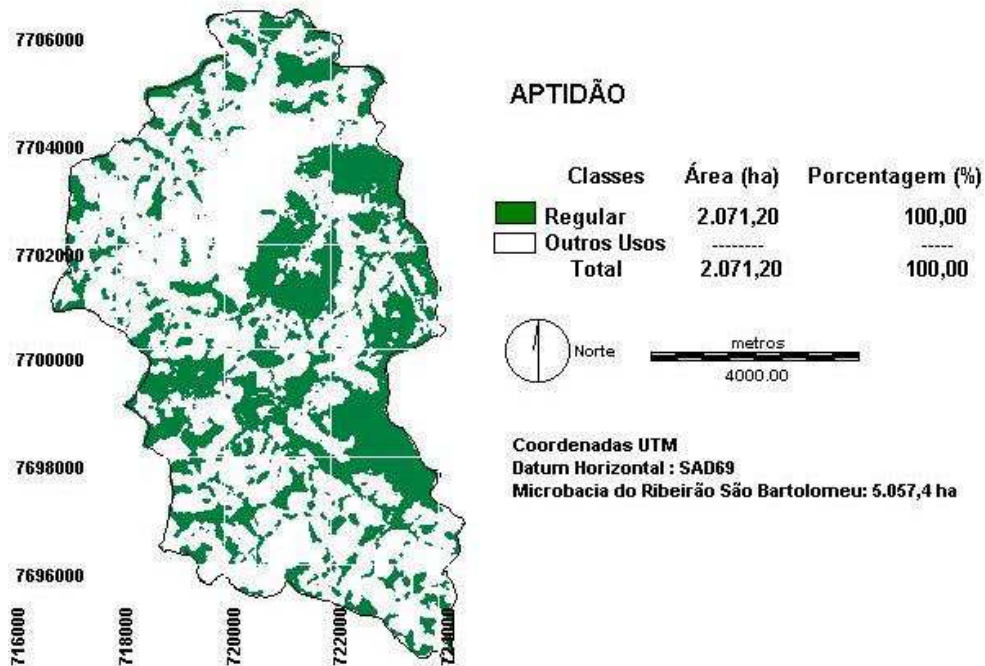 7706000
7704000
7702000
7700000
7698000
7696000
716000
718000
720000
722000
724000
APTIDÃO
Classes Área (ha) Porcentagem (%)
Regular 2.071,20 100,00
Outros Usos -------- -----
Total 2.071,20 100,00
Norte
metros
4000.00
Coordenadas UTM
Datum Horizontal : SAD69
Microbacia do Ribeirão São Bartolomeu: 5.057,4 ha